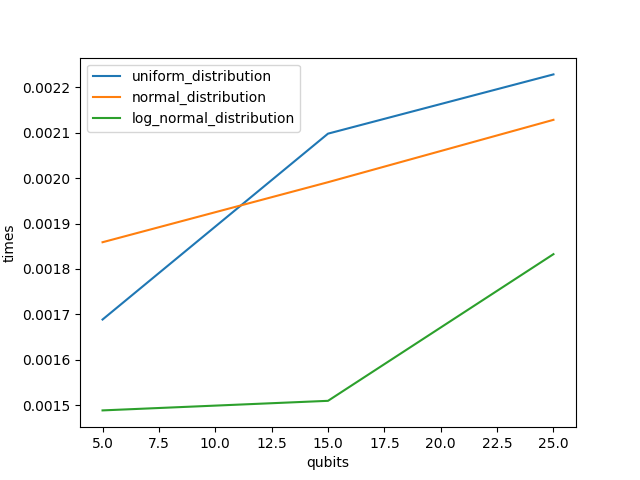 uniform_distribution
normal_distribution
log_normal_distribution
0.0022
0.0021
0.0020
0.0019
0.0018
0.0017
0.0016
0.0015
times
5.0 7.5 10.0 12.5 15.0 17.5 20.0 22.5 25.0
qubits